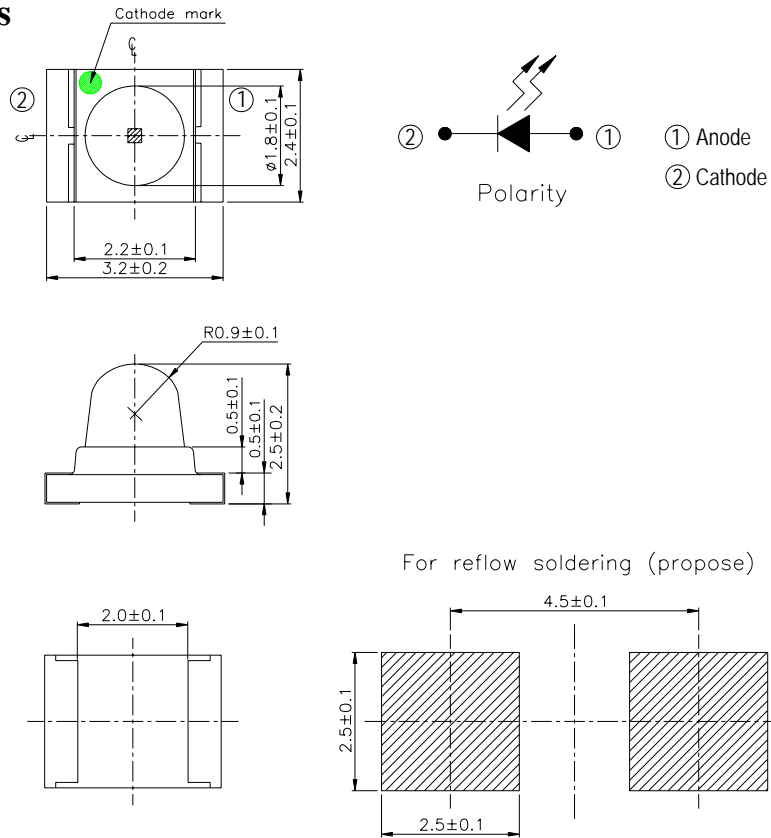 s
Cathode mark
℄
②
①
℄
ø1.8±0.1
2.4±0.1
2.2±0.1
3.2±0.2
②
①
Polarity
① Anode
② Cathode
R0.9±0.1
0.5±0.1
0.5±0.1
2.5±0.2
For reflow soldering (propose)
2.0±0.1
4.5±0.1
2.5±0.1
2.5±0.1